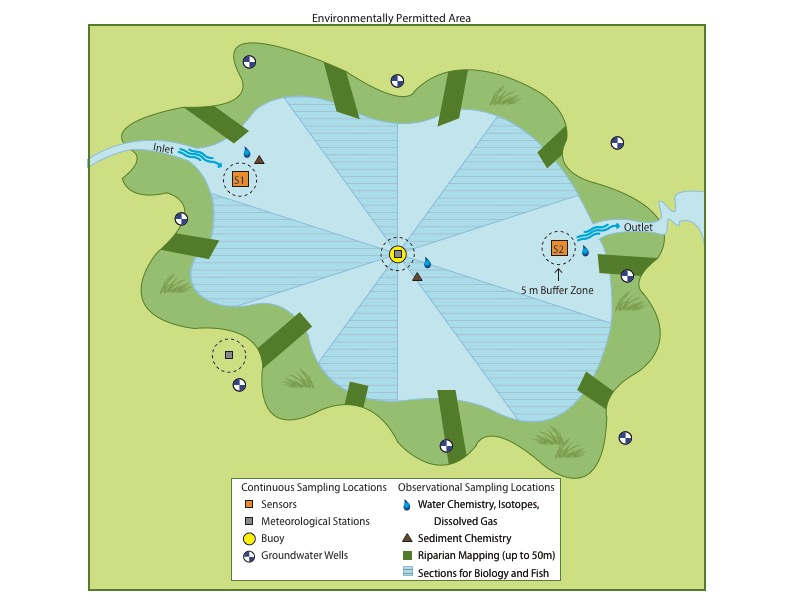 Environmentally Permitted Area
Inlet
S1
S2
Outlet
5 m Buffer Zone
Continuous Sampling Locations
Sensors
Meteorological Stations
Buoy
Groundwater Wells
Observational Sampling Locations
Water Chemistry, Isotopes,
Dissolved Gas
Sediment Chemistry
Riparian Mapping (up to 50m)
Sections for Biology and Fish